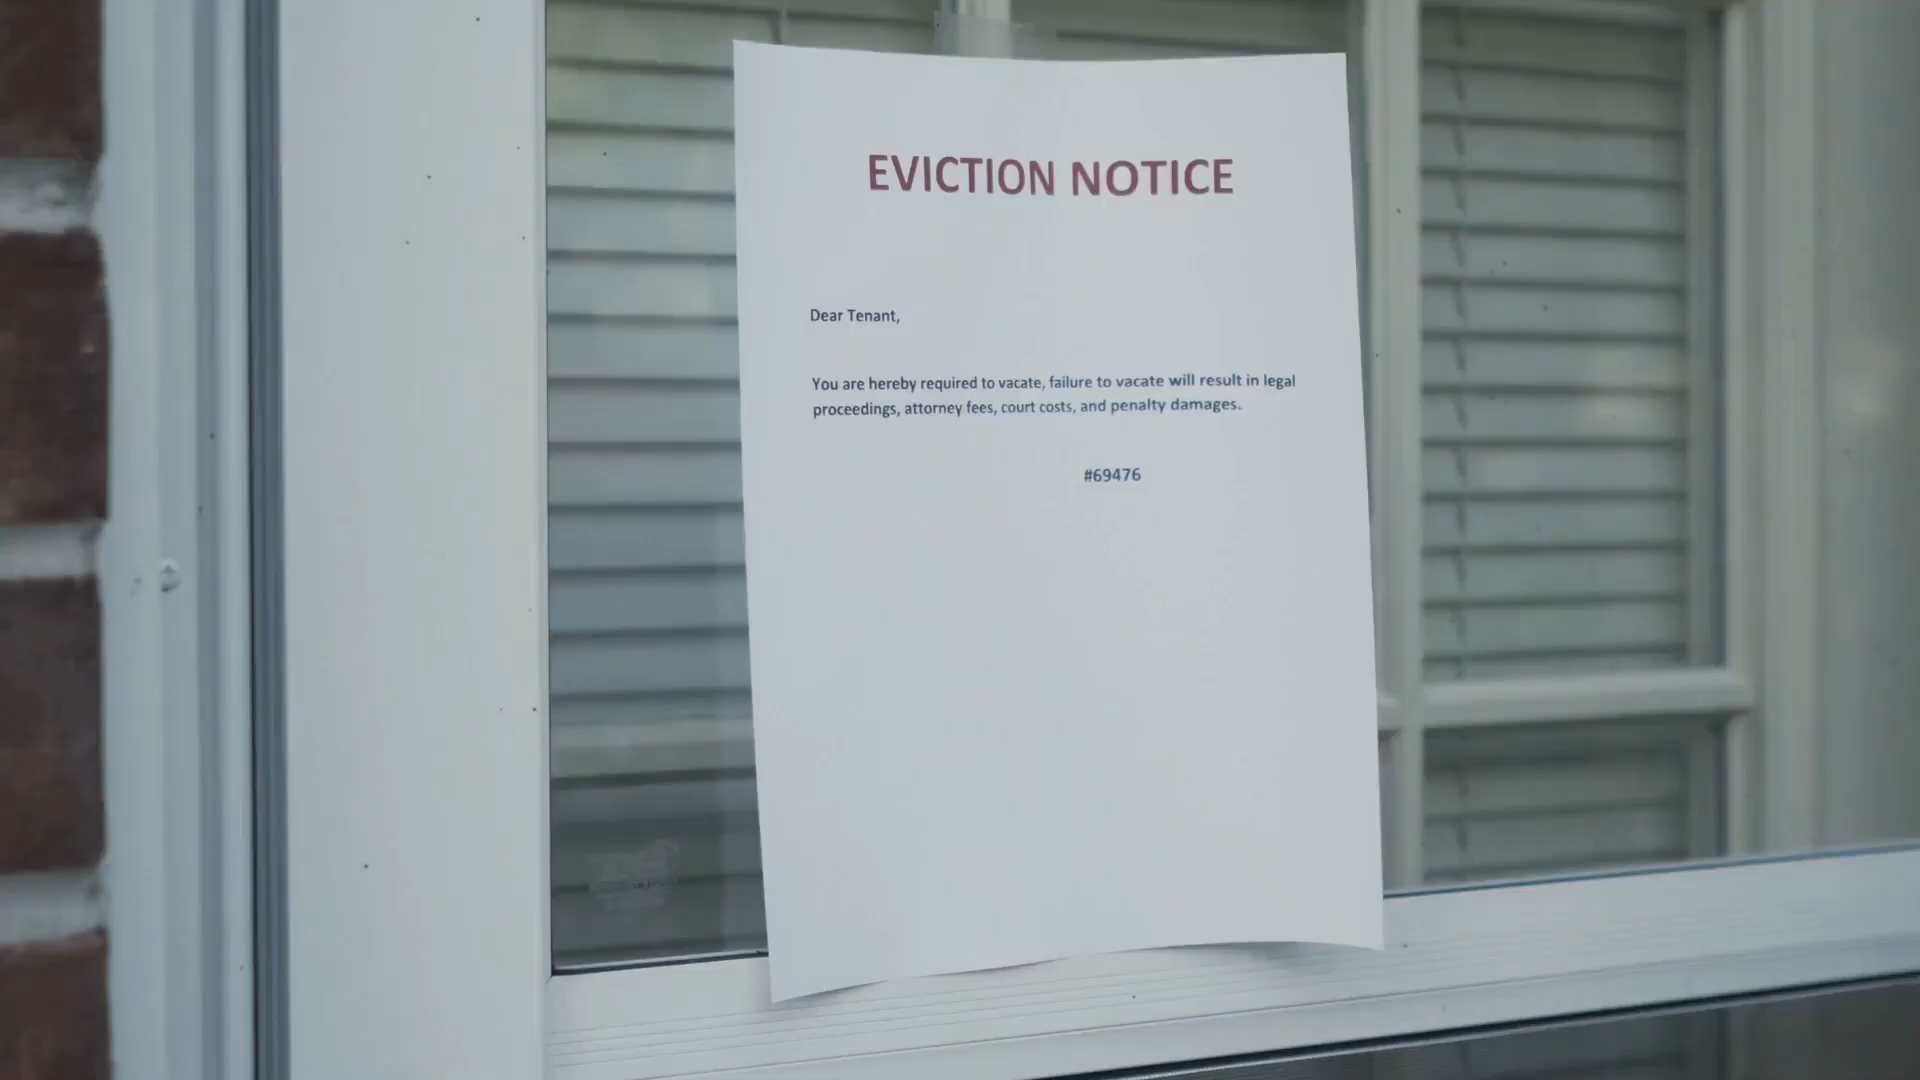 EVICTION NOTICE
Dear Tenant,
You are hereby required to vacate, failure to vacate will result in legal
proceedings, attorney fees, court costs, and penalty damages.
#69476